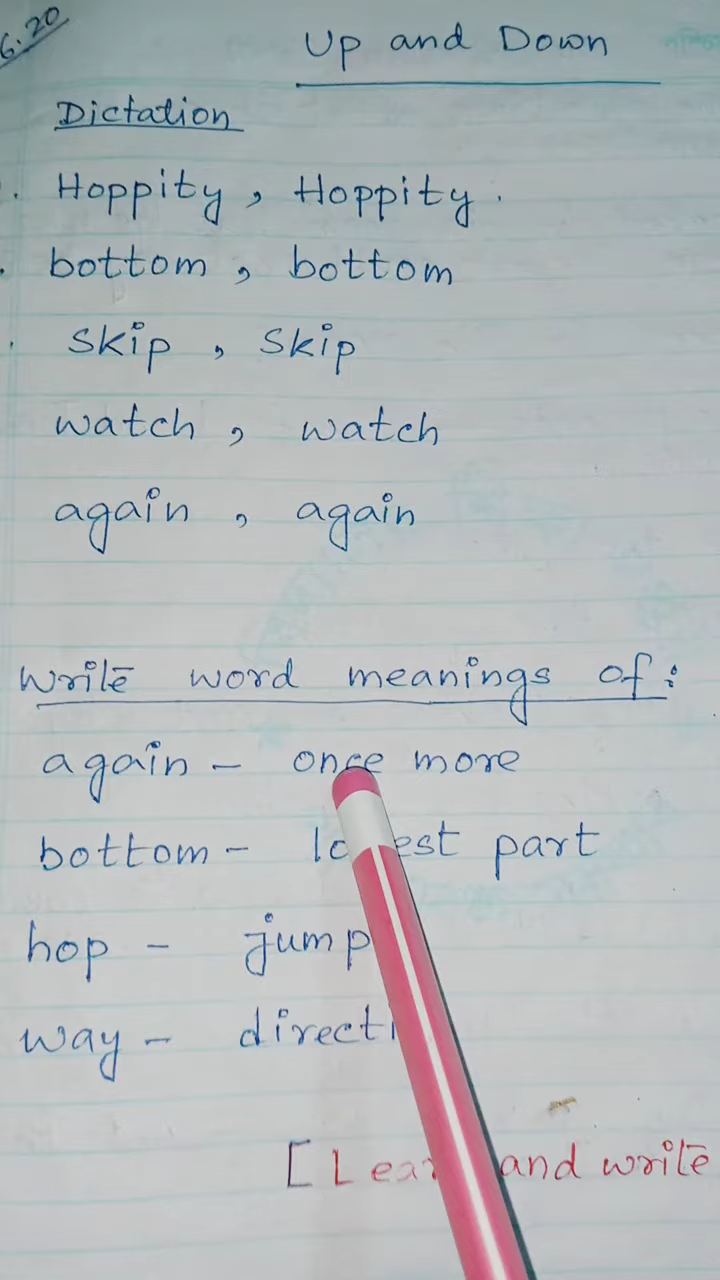 6.20
Up and Down
Dictation
Hoppity, Hoppity.
bottom, bottom
skip, skip
watch, watch
again, again
Write word meanings of:
again - once more
bottom - part
hop - jump
way -
[ and write